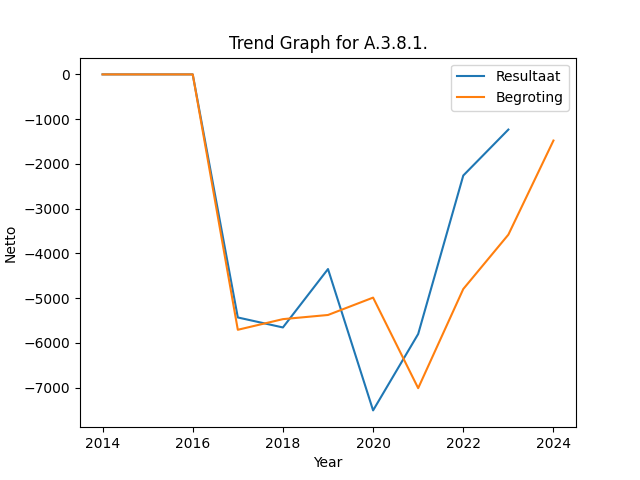 Trend Graph for A.3.8.1.
Resultaat
Begroting
0
−1000
−2000
−3000
−4000
−5000
−6000
−7000
Netto
2014
2016
2018
2020
2022
2024
Year